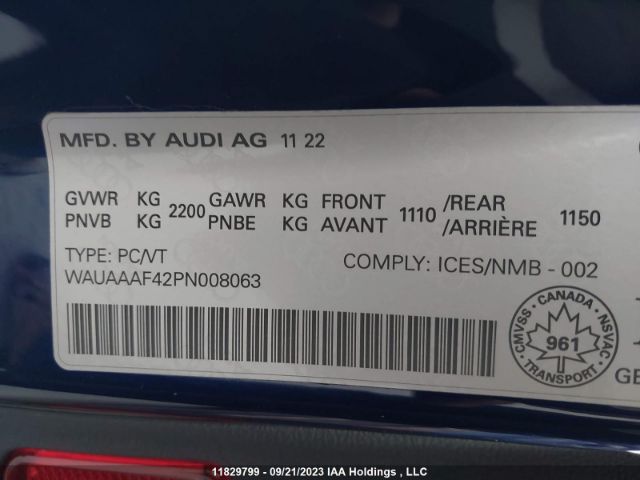 MFD. BY AUDI AG 11 22
GVWR KG 2200 GAWR KG FRONT 1110 /REAR 1150
PNVB KG PNBE KG AVANT /ARRIÈRE
TYPE: PC/VT
WAUAAAF42PN008063
COMPLY: ICES/NMB - 002
CANADA
CMVSS NSVAC
961
TRANSPORT
GE
11829799 - 09/21/2023 IAA Holdings , LLC